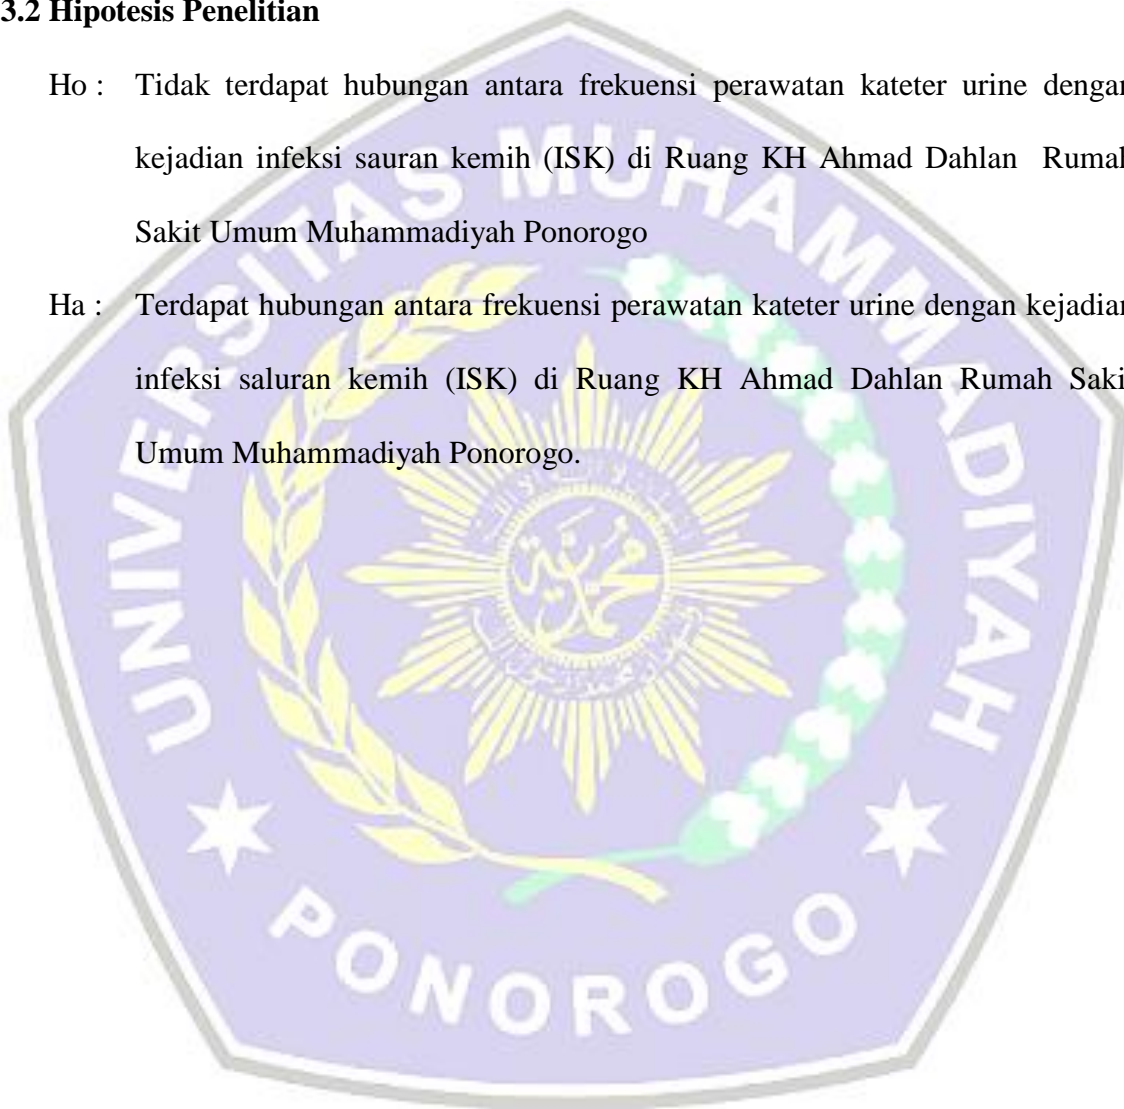 3.2 Hipotesis Penelitian
Ho : Tidak terdapat hubungan antara frekuensi perawatan kateter urine dengan
kejadian infeksi sauran kemih (ISK) di Ruang KH Ahmad Dahlan Rumah
Sakit Umum Muhammadiyah Ponorogo
Ha : Terdapat hubungan antara frekuensi perawatan kateter urine dengan kejadian
infeksi saluran kemih (ISK) di Ruang KH Ahmad Dahlan Rumah Saki
Umum Muhammadiyah Ponorogo.
UNIVERSITAS MUHAMMADIYAH
PONOROGO
محمدية